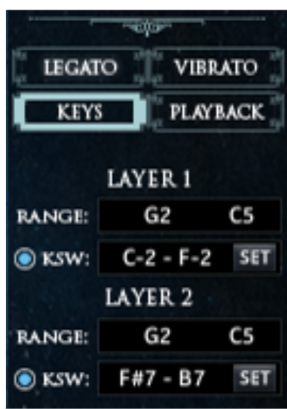 LEGATO VIBRATO
KEYS PLAYBACK
LAYER 1
RANGE: G2 C5
KSW: C-2 - F-2 SET
LAYER 2
RANGE: G2 C5
KSW: F#7 - B7 SET